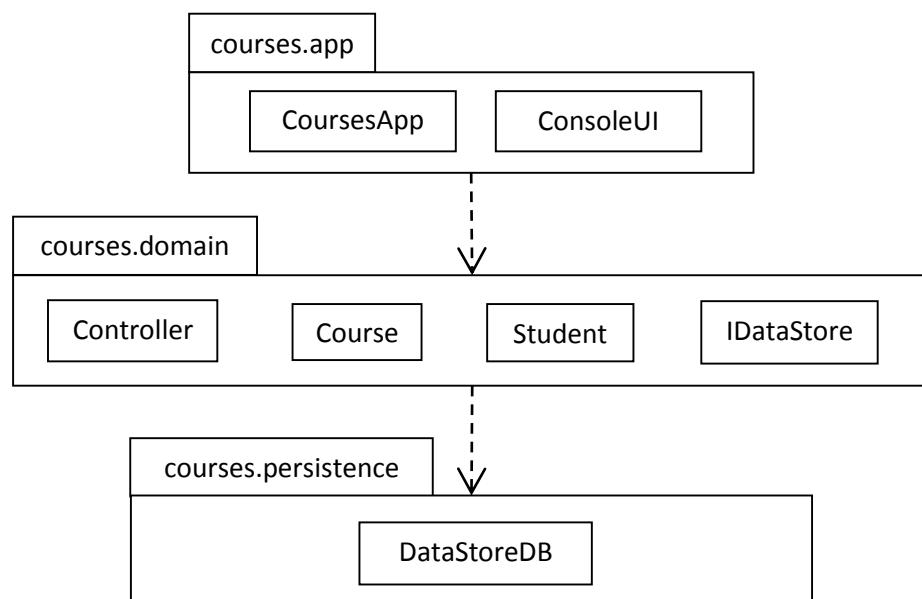 courses.app
CoursesApp
ConsoleUI
courses.domain
Controller
Course
Student
IDataStore
courses.persistence
DataStoreDB